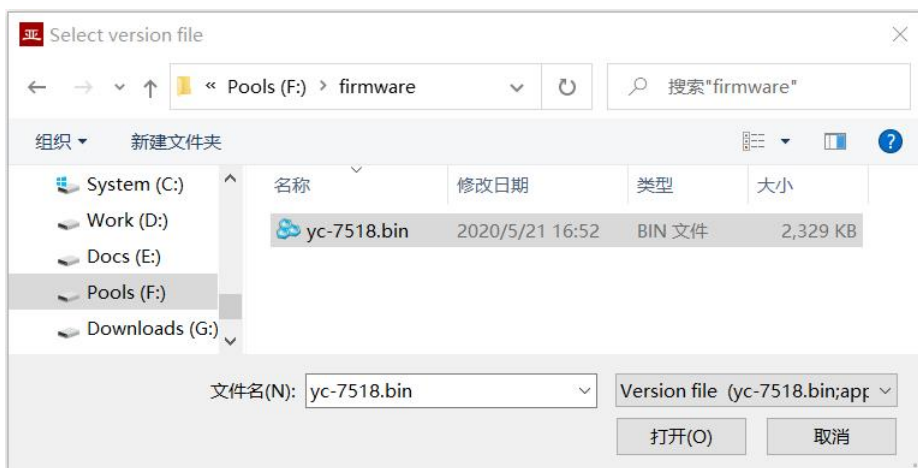 亚 Select version file
« Pools (F:) › firmware 搜索"firmware"
组织 新建文件夹
名称 修改日期 类型 大小
System (C:)
Work (D:)
yc-7518.bin 2020/5/21 16:52 BIN 文件 2,329 KB
Docs (E:)
Pools (F:)
Downloads (G:)
文件名(N): yc-7518.bin Version file (yc-7518.bin;app
打开(O) 取消